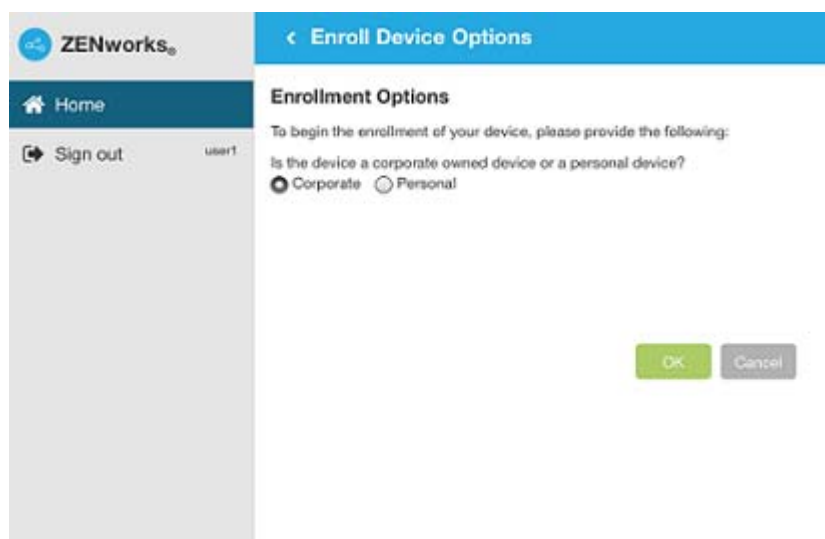 ZENworks®
Home
Sign out user1
Enroll Device Options
Enrollment Options
To begin the enrollment of your device, please provide the following:
Is the device a corporate owned device or a personal device?
Corporate Personal
OK Cancel